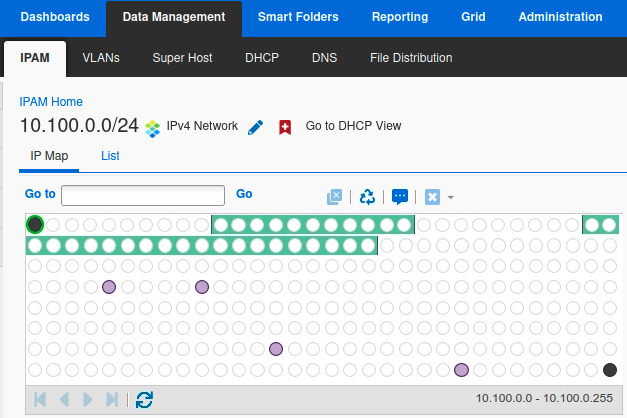 Dashboards Data Management Smart Folders Reporting Grid Administration
IPAM VLANs Super Host DHCP DNS File Distribution
IPAM Home
10.100.0.0/24 IPv4 Network Go to DHCP View
IP Map List
Go to Go
10.100.0.0 - 10.100.0.255